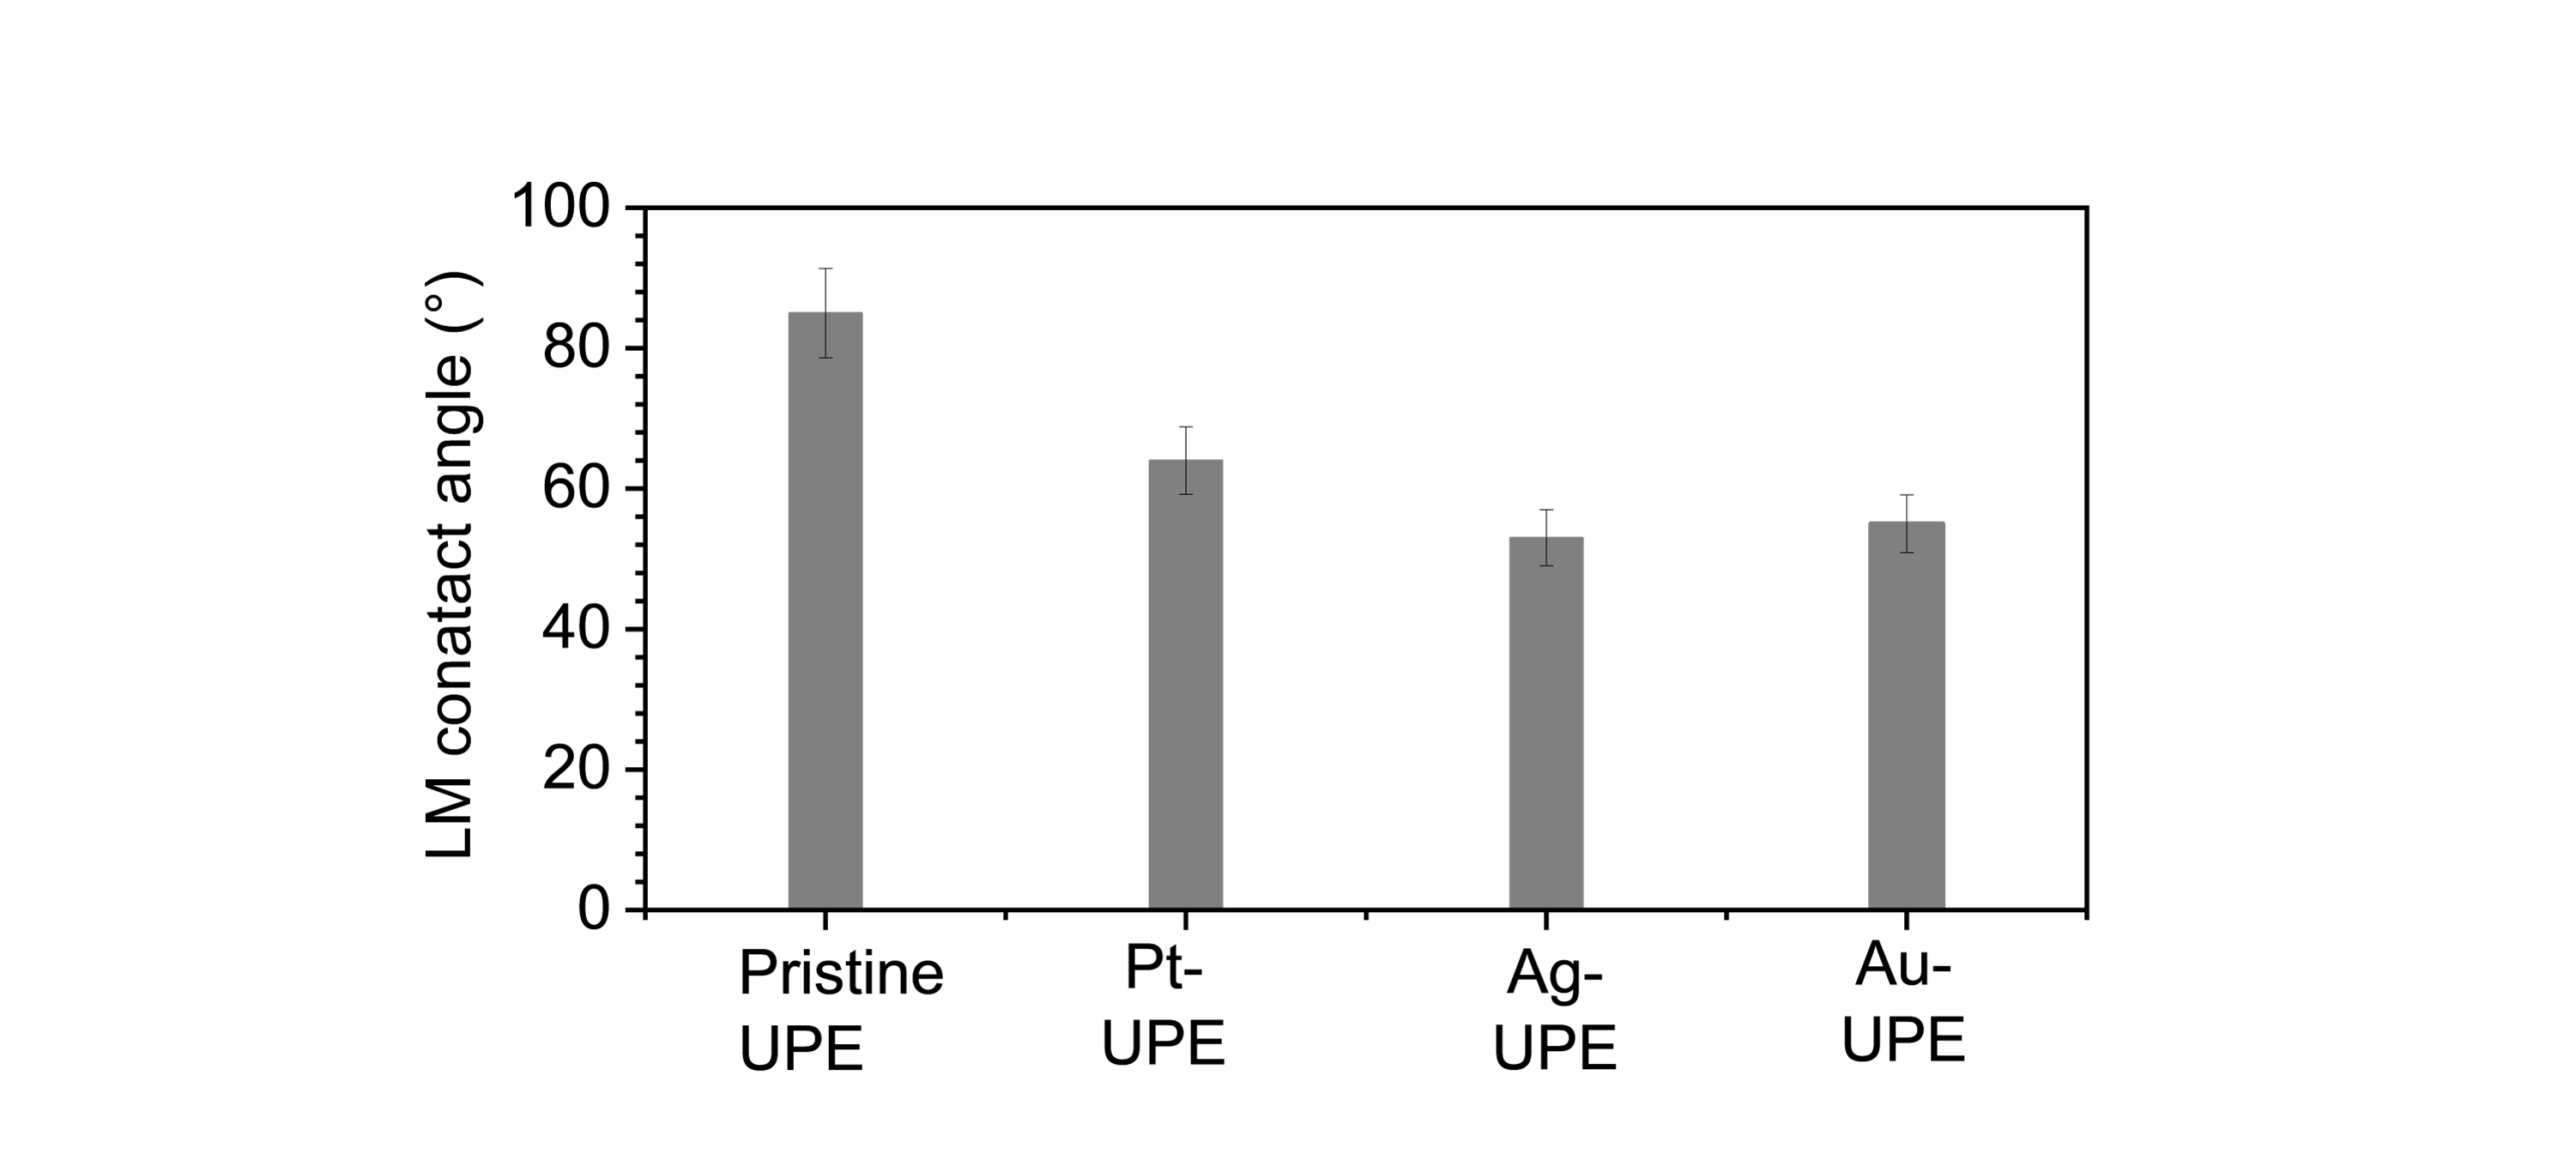 LM conatact angle (°)
100
80
60
40
20
0
Pristine
UPE
Pt-
UPE
Ag-
UPE
Au-
UPE